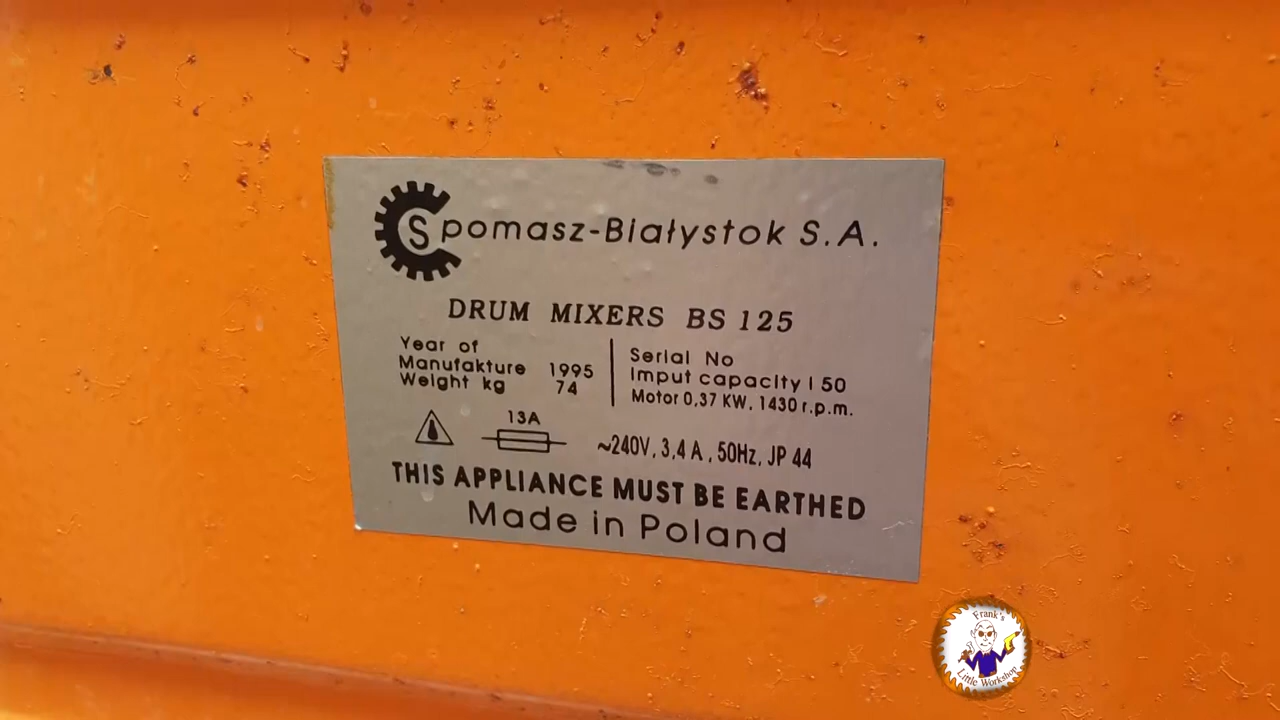 Spomasz-Białystok S.A.
DRUM MIXERS BS 125
Year of
Manufakture 1995
Weight kg 74
Serial No
Imput capacity l 50
Motor 0,37 KW. 1430 r.p.m.
13A
~240V, 3,4 A, 50Hz, JP 44
THIS APPLIANCE MUST BE EARTHED
Made in Poland
Frank's
Little Workshop